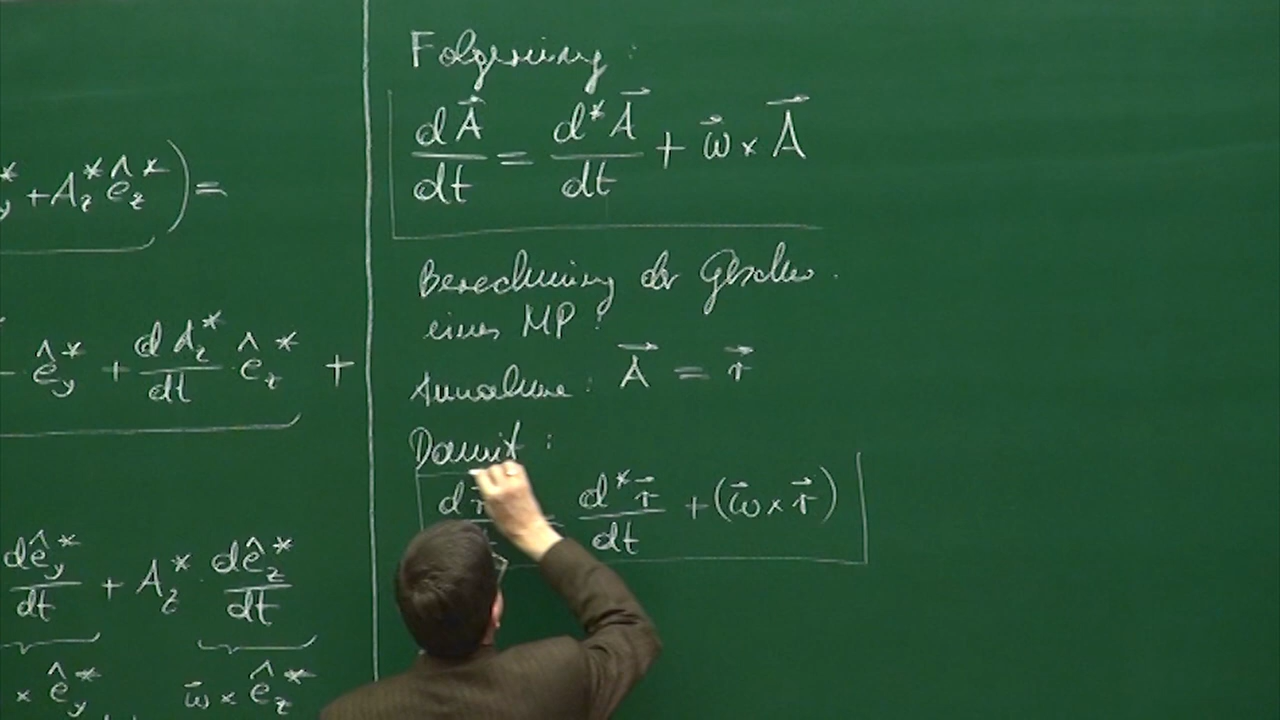 y + A_z^* ê_z^* ) =
ê_y^* + dA_z^*/dt ê_z^* +
dê_y^*/dt + A_z^* · dê_z^*/dt
× ê_y^* ω⃗ × ê_z^*
Folgerung:
dA⃗/dt = d*A⃗/dt + ω⃗ × A⃗
Berechnung der Geschw.
eines MP:
Annahme: A⃗ = r⃗
Damit:
d r⃗ = d*r⃗/dt + (ω⃗ × r⃗)